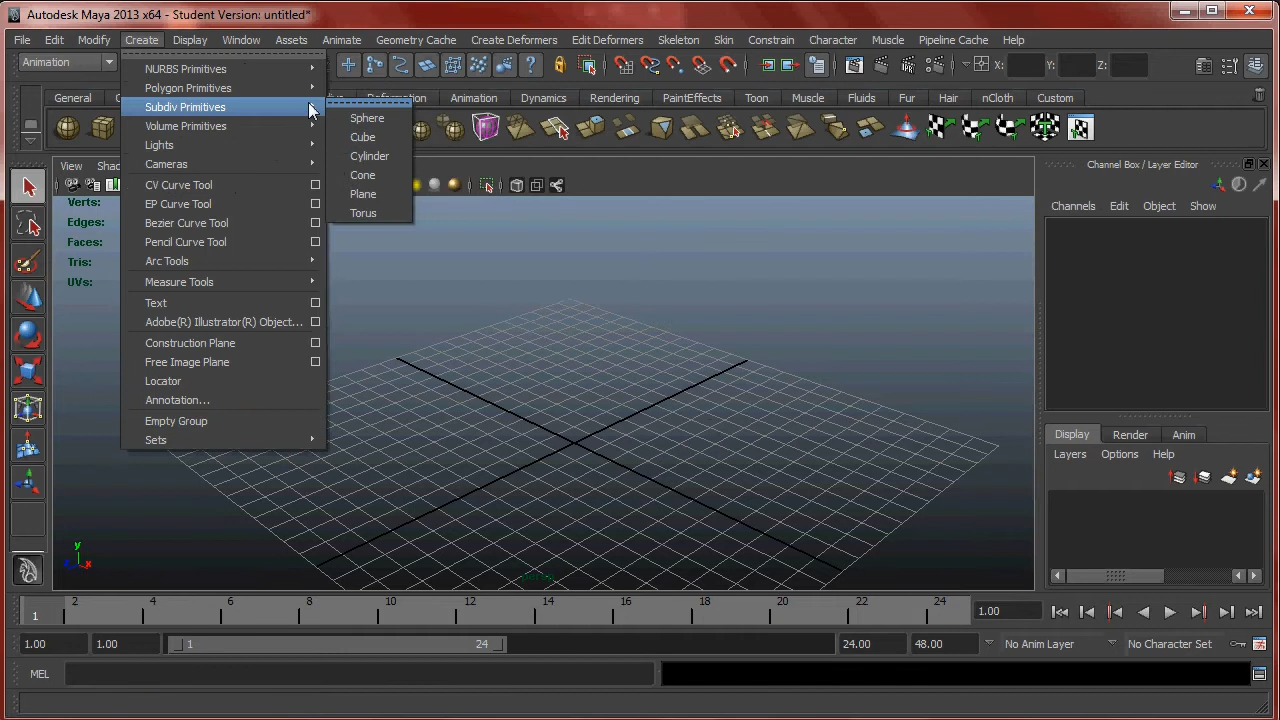 Autodesk Maya 2013 x64 - Student Version: untitled*
File Edit Modify Create Display Window Assets Animate Geometry Cache Create Deformers Edit Deformers Skeleton Skin Constrain Character Muscle Pipeline Cache Help
Animation X: Y: Z:
General Deformation Animation Dynamics Rendering PaintEffects Toon Muscle Fluids Fur Hair nCloth Custom
NURBS Primitives
Polygon Primitives
Subdiv Primitives
Volume Primitives
Lights
Cameras
CV Curve Tool
EP Curve Tool
Bezier Curve Tool
Pencil Curve Tool
Arc Tools
Measure Tools
Text
Adobe(R) Illustrator(R) Object...
Construction Plane
Free Image Plane
Locator
Annotation...
Empty Group
Sets
Sphere
Cube
Cylinder
Cone
Plane
Torus
View
Verts:
Edges:
Faces:
Tris:
UVs:
y
z x
persp
Channel Box / Layer Editor
Channels Edit Object Show
Display Render Anim
Layers Options Help
1 2 4 6 8 10 12 14 16 18 20 22 24 1.00
1.00 1.00 1 24 24.00 48.00 No Anim Layer No Character Set
MEL